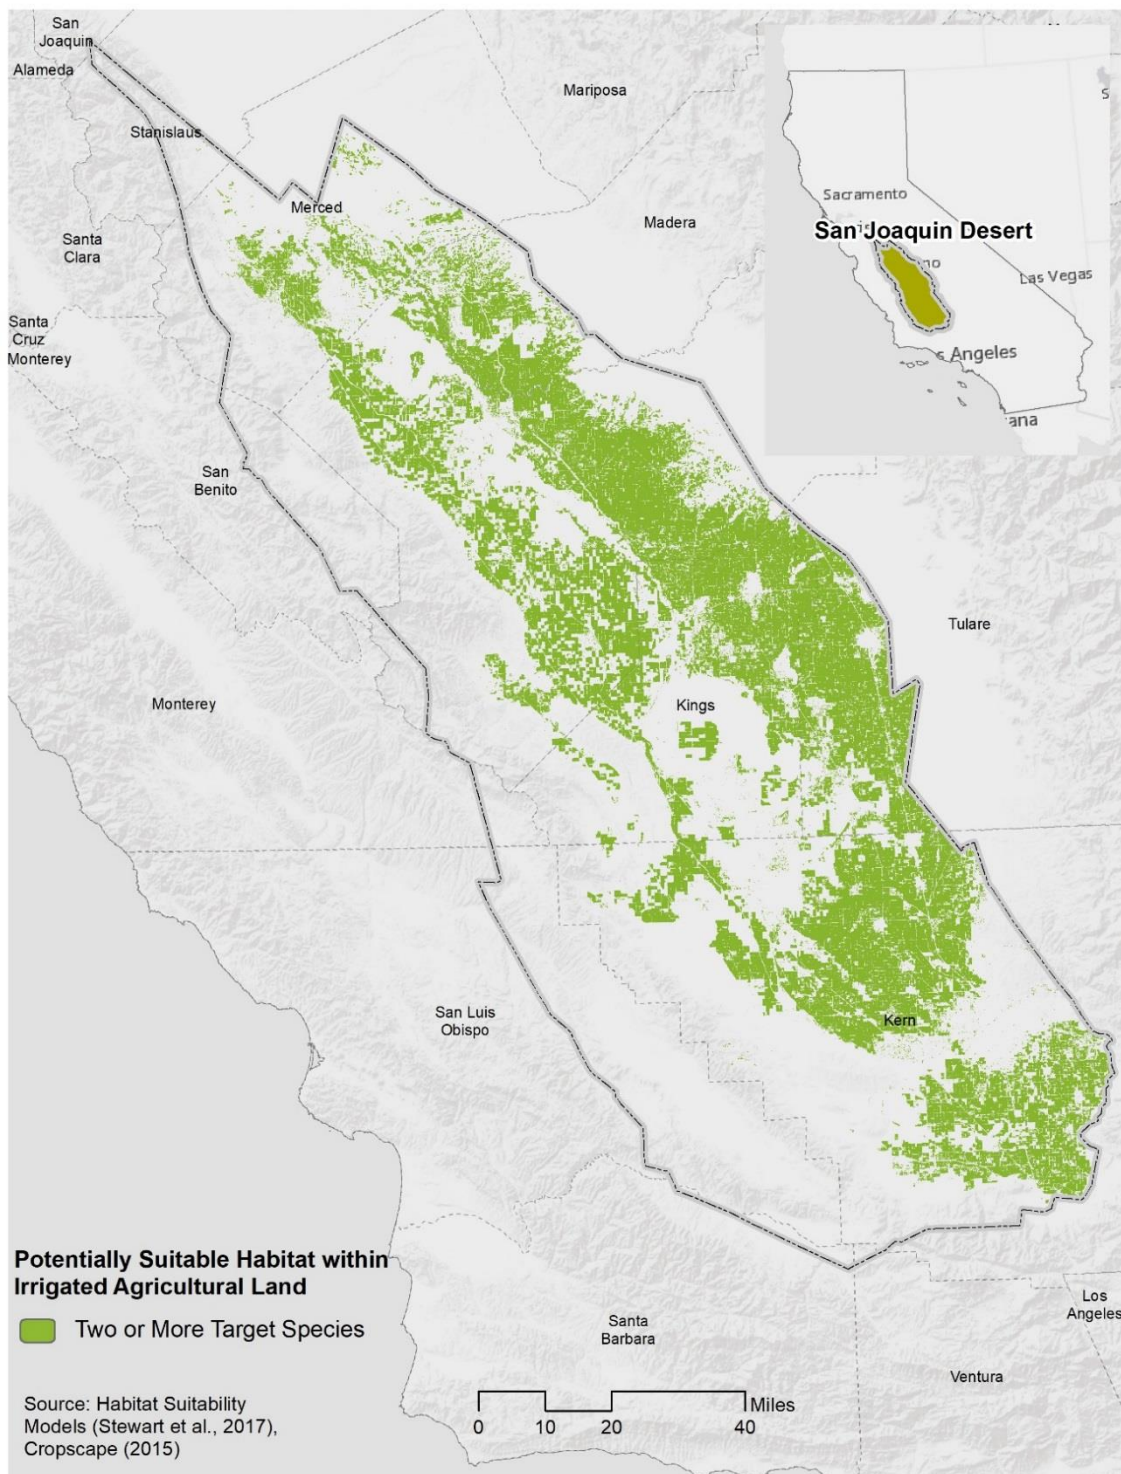 San
Joaquin
Alameda
Stanislaus
Mariposa
Merced
Madera
Santa
Clara
Santa
Cruz
Monterey
San
Benito
Sacramento
San Joaquin Desert
no
Las Vegas
s Angeles
ana
S
Tulare
Kings
Monterey
San Luis
Obispo
Kern
Potentially Suitable Habitat within
Irrigated Agricultural Land
Two or More Target Species
Santa
Barbara
Los
Angeles
Ventura
Source: Habitat Suitability
Models (Stewart et al., 2017),
Cropscape (2015)
Miles
0 10 20 40